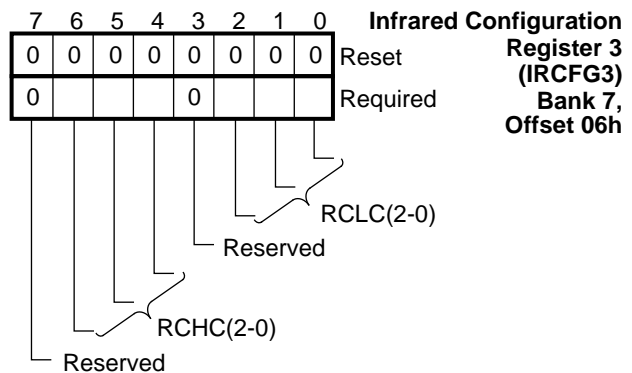 7 6 5 4 3 2 1 0
Infrared Configuration
Register 3
(IRCFG3)
Bank 7,
Offset 06h
0 0 0 0 0 0 0 0 Reset
0 0 Required
RCLC(2-0)
Reserved
RCHC(2-0)
Reserved